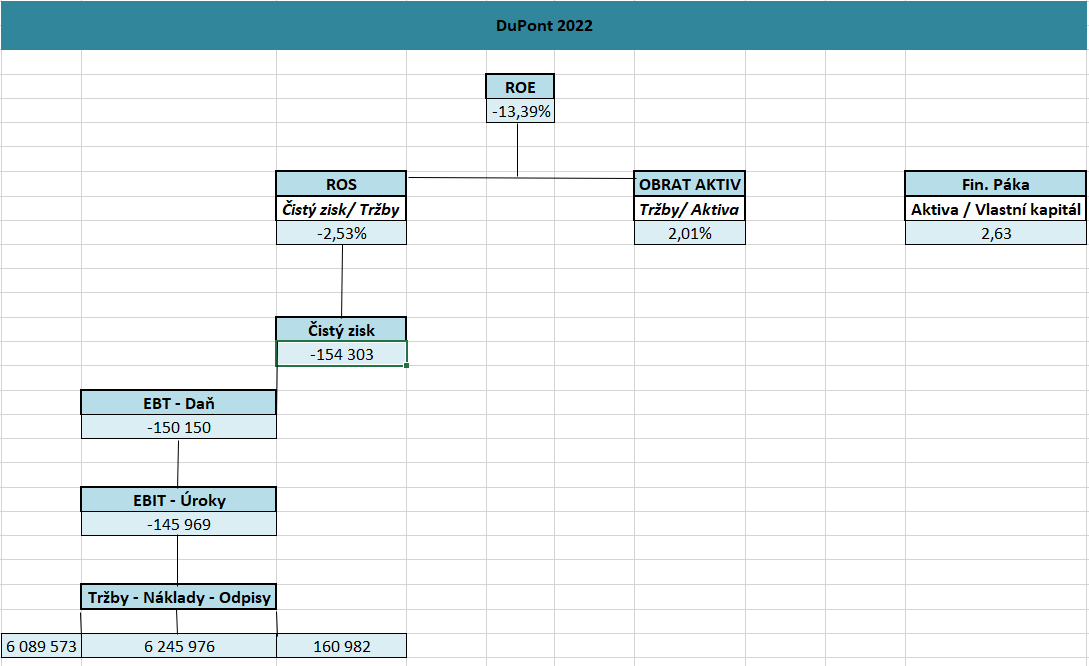 DuPont 2022
ROE
-13,39%
ROS OBRAT AKTIV Fin. Páka
Čistý zisk/ Tržby Tržby/ Aktiva Aktiva / Vlastní kapitál
-2,53% 2,01% 2,63
Čistý zisk
-154 303
EBT - Daň
-150 150
EBIT - Úroky
-145 969
Tržby - Náklady - Odpisy
6 089 573 6 245 976 160 982